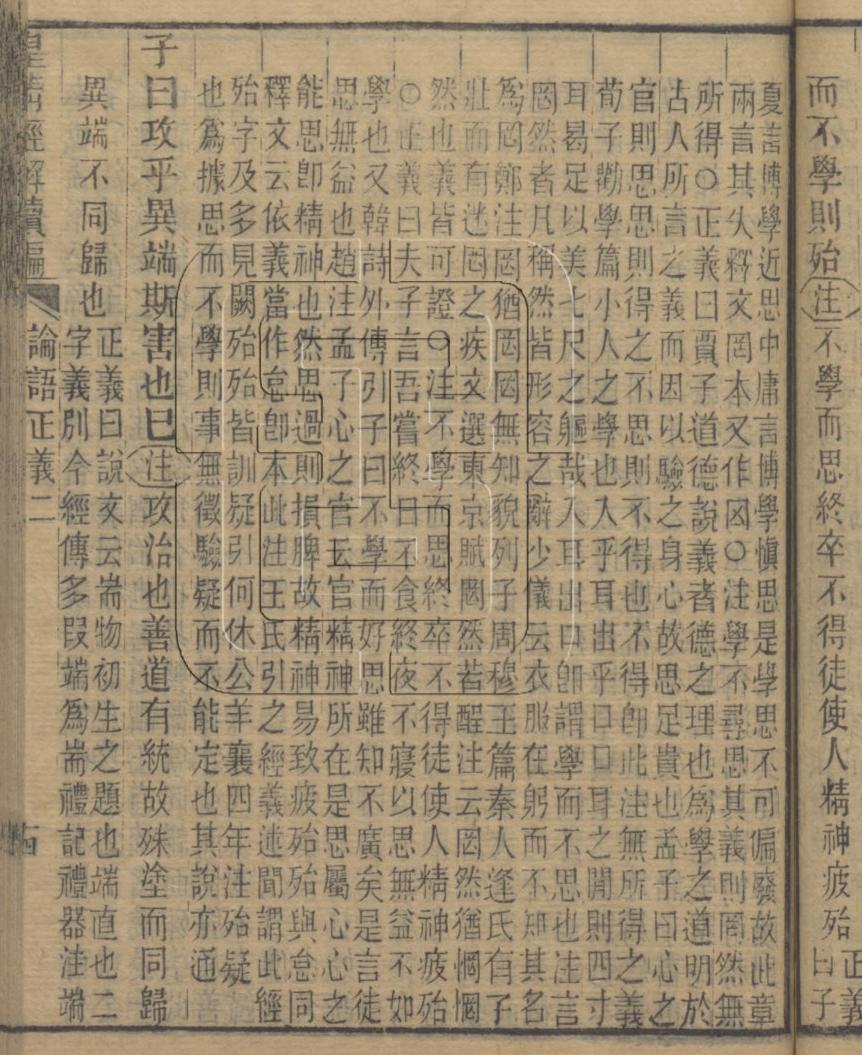 而不學則殆注不學而思終卒不得徒使人精神疲殆正義
曰子
夏言博學近思中庸言博學慎思是學思不可偏廢故此章
兩言其失釋文罔本又作冈○注學不尋思其義則罔然無
所得○正義曰賈子道德說義者德之理也爲學之道明於
古人所言之義而因以驗之身心故思足貴也孟子曰心之
官則思思則得之不思則不得也不得卽此注無所得之義
荀子勸學篇小人之學也入乎耳出乎口口耳之閒則四寸
耳曷足以美七尺之軀哉入耳出口卽謂學而不思也注言
罔然者凡稱然皆形容之辭少儀云衣服在躬而不知其名
爲罔鄭注罔猶罔罔無知貌列子周穆王篇秦人逢氏有子
壯而有迷罔之疾文選東京賦罔然若酲注云罔然猶惘惘
然也義皆可證○注不學而思終卒不得徒使人精神疲殆
○正義曰夫子言吾嘗終日不食終夜不寢以思無益不如
學也又韓詩外傳引子曰不學而好思雖知不廣矣是言徒
思無益也趙注孟子心之官云官精神所在是思屬心心之
能思卽精神也然思過則損脾故精神易致疲殆殆與怠同
釋文云依義當作怠卽本此注王氏引之經義述聞謂此經
殆字及多見闕殆殆皆訓疑引何休公羊襄四年注殆疑
也爲據思而不學則事無徵驗疑而不能定也其說亦通
子曰攻乎異端斯害也已注攻治也善道有統故殊塗而同歸
異端不同歸也正義曰說文云耑物初生之題也端直也二
字義別今經傳多叚端爲耑禮記禮器注端
皇清經解續編
論語正義二